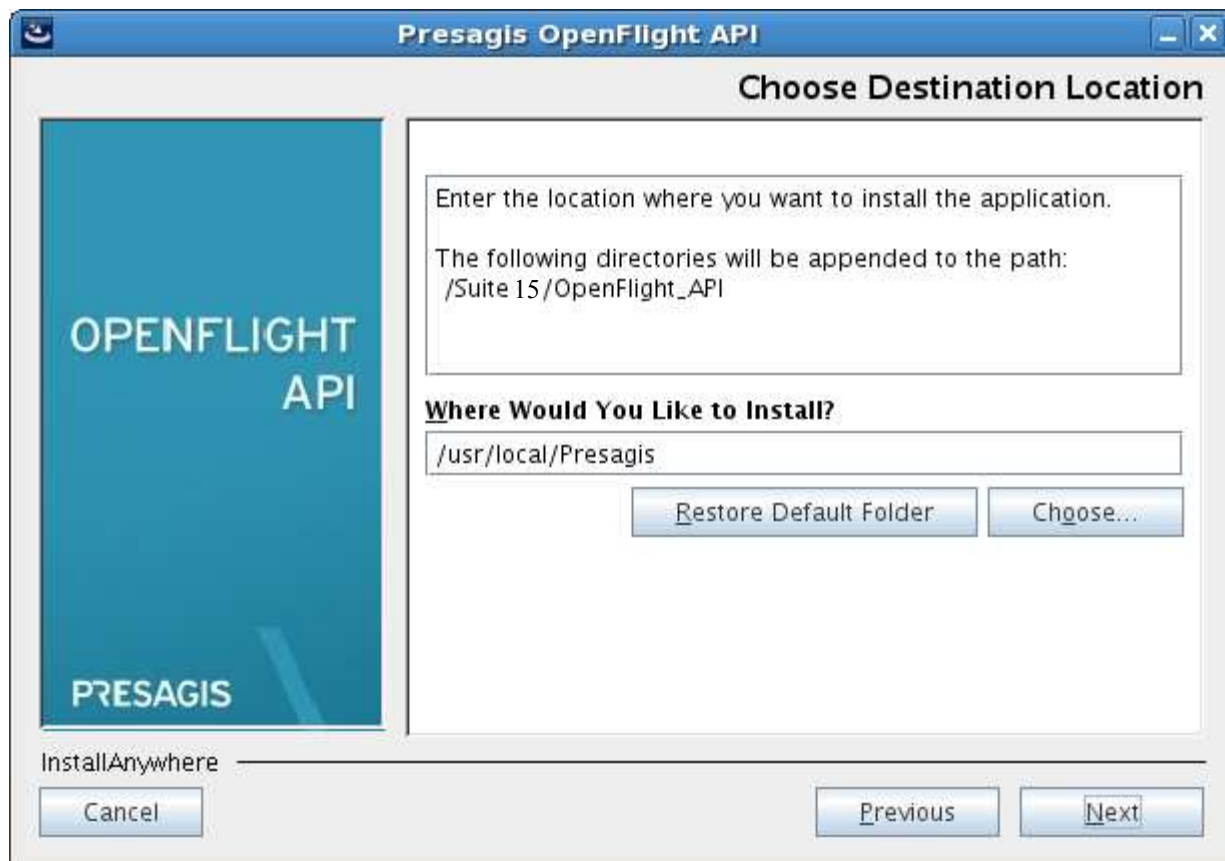 Presagis OpenFlight API
Choose Destination Location
OPENFLIGHT
API
PRESAGIS
Enter the location where you want to install the application.
The following directories will be appended to the path:
/Suite 15/OpenFlight_API
Where Would You Like to Install?
/usr/local/Presagis
Restore Default Folder
Choose...
InstallAnywhere
Cancel
Previous
Next